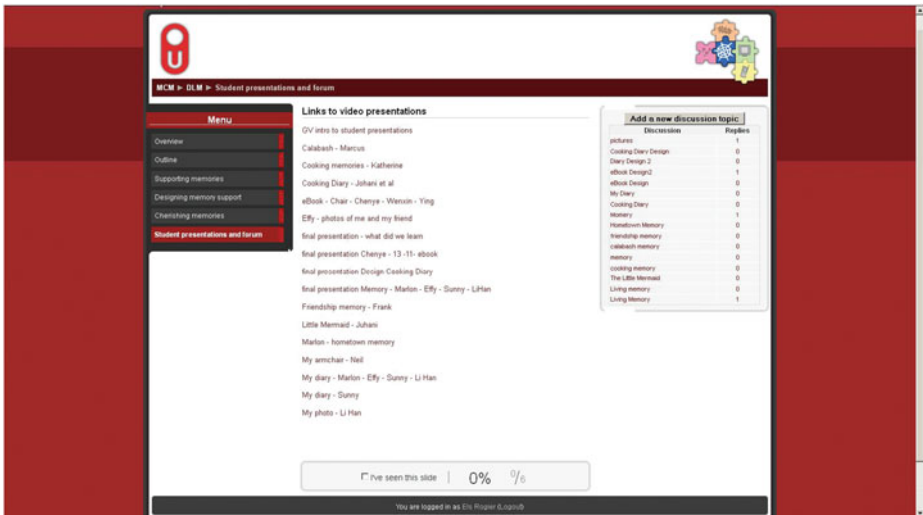 U
MCM ► DLM ► Student presentations and forum
Menu
Overview
Outline
Supporting memories
Designing memory support
Cherishing memories
Student presentations and forum
Links to video presentations
GV intro to student presentations
Calabash - Marcus
Cooking memories - Katherine
Cooking Diary - Johani et al
eBook - Chair - Chenye - Wenxin - Ying
Effy - photos of me and my friend
final presentation - what did we learn
final presentation Chenye - 13 -11- ebook
final presentation Design Cooking Diary
final presentation Memory - Marlon - Effy - Sunny - LiHan
Friendship memory - Frank
Little Mermaid - Juhani
Marlon - hometown memory
My armchair - Neil
My diary - Marlon - Effy - Sunny - Li Han
My diary - Sunny
My photo - Li Han
Add a new discussion topic
Discussion Replies
pictures 1
Cooking Diary Design 0
Diary Design 2 0
eBook Design2 1
eBook Design 0
My Diary 0
Cooking Diary 0
Momery 1
Hometown Memory 0
friendship memory 0
calabash memory 0
memory 0
cooking memory 0
The Little Mermaid 0
Living memory 0
Living Memory 1
I've seen this slide | 0% %
You are logged in as Els (Logout)